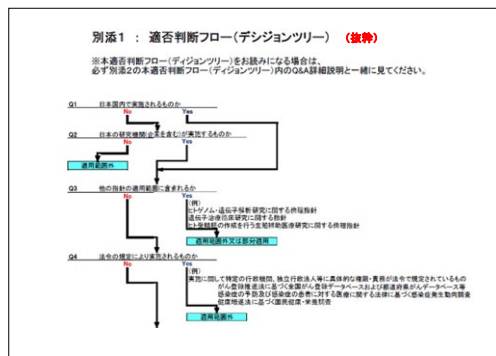 別添1 : 適否判断フロー(デシジョンツリー) (抜粋)
※本適否判断フロー(ディジョンツリー)をお読みになる場合は、
必ず別添2の本適否判断フロー(ディジョンツリー)内のQ&A詳細説明と一緒に見てください。
Q1 日本国内で実施されるものか
No Yes
Q2 日本の研究機関(企業を含む)が実施するものか
No Yes
適用範囲外
Q3 他の指針の適用範囲に含まれるか
No Yes
(例)
ヒトゲノム・遺伝子解析研究に関する倫理指針
遺伝子治療臨床研究に関する指針
ヒト受精胚の作成を行う生殖補助医療研究に関する倫理指針
適用範囲外又は部分適用
Q4 法令の規定により実施されるものか
No Yes
(例)
実施に関して特定の行政機関、独立行政法人等に具体的な権限・責務が法令で規定されているもの
がん登録推進法に基づく全国がん登録データベースおよび都道府県がんデータベース等
感染症の予防及び感染症の患者に対する医療に関する法律に基づく感染症発生動向調査
健康増進法に基づく国民健康・栄養調査
適用範囲外